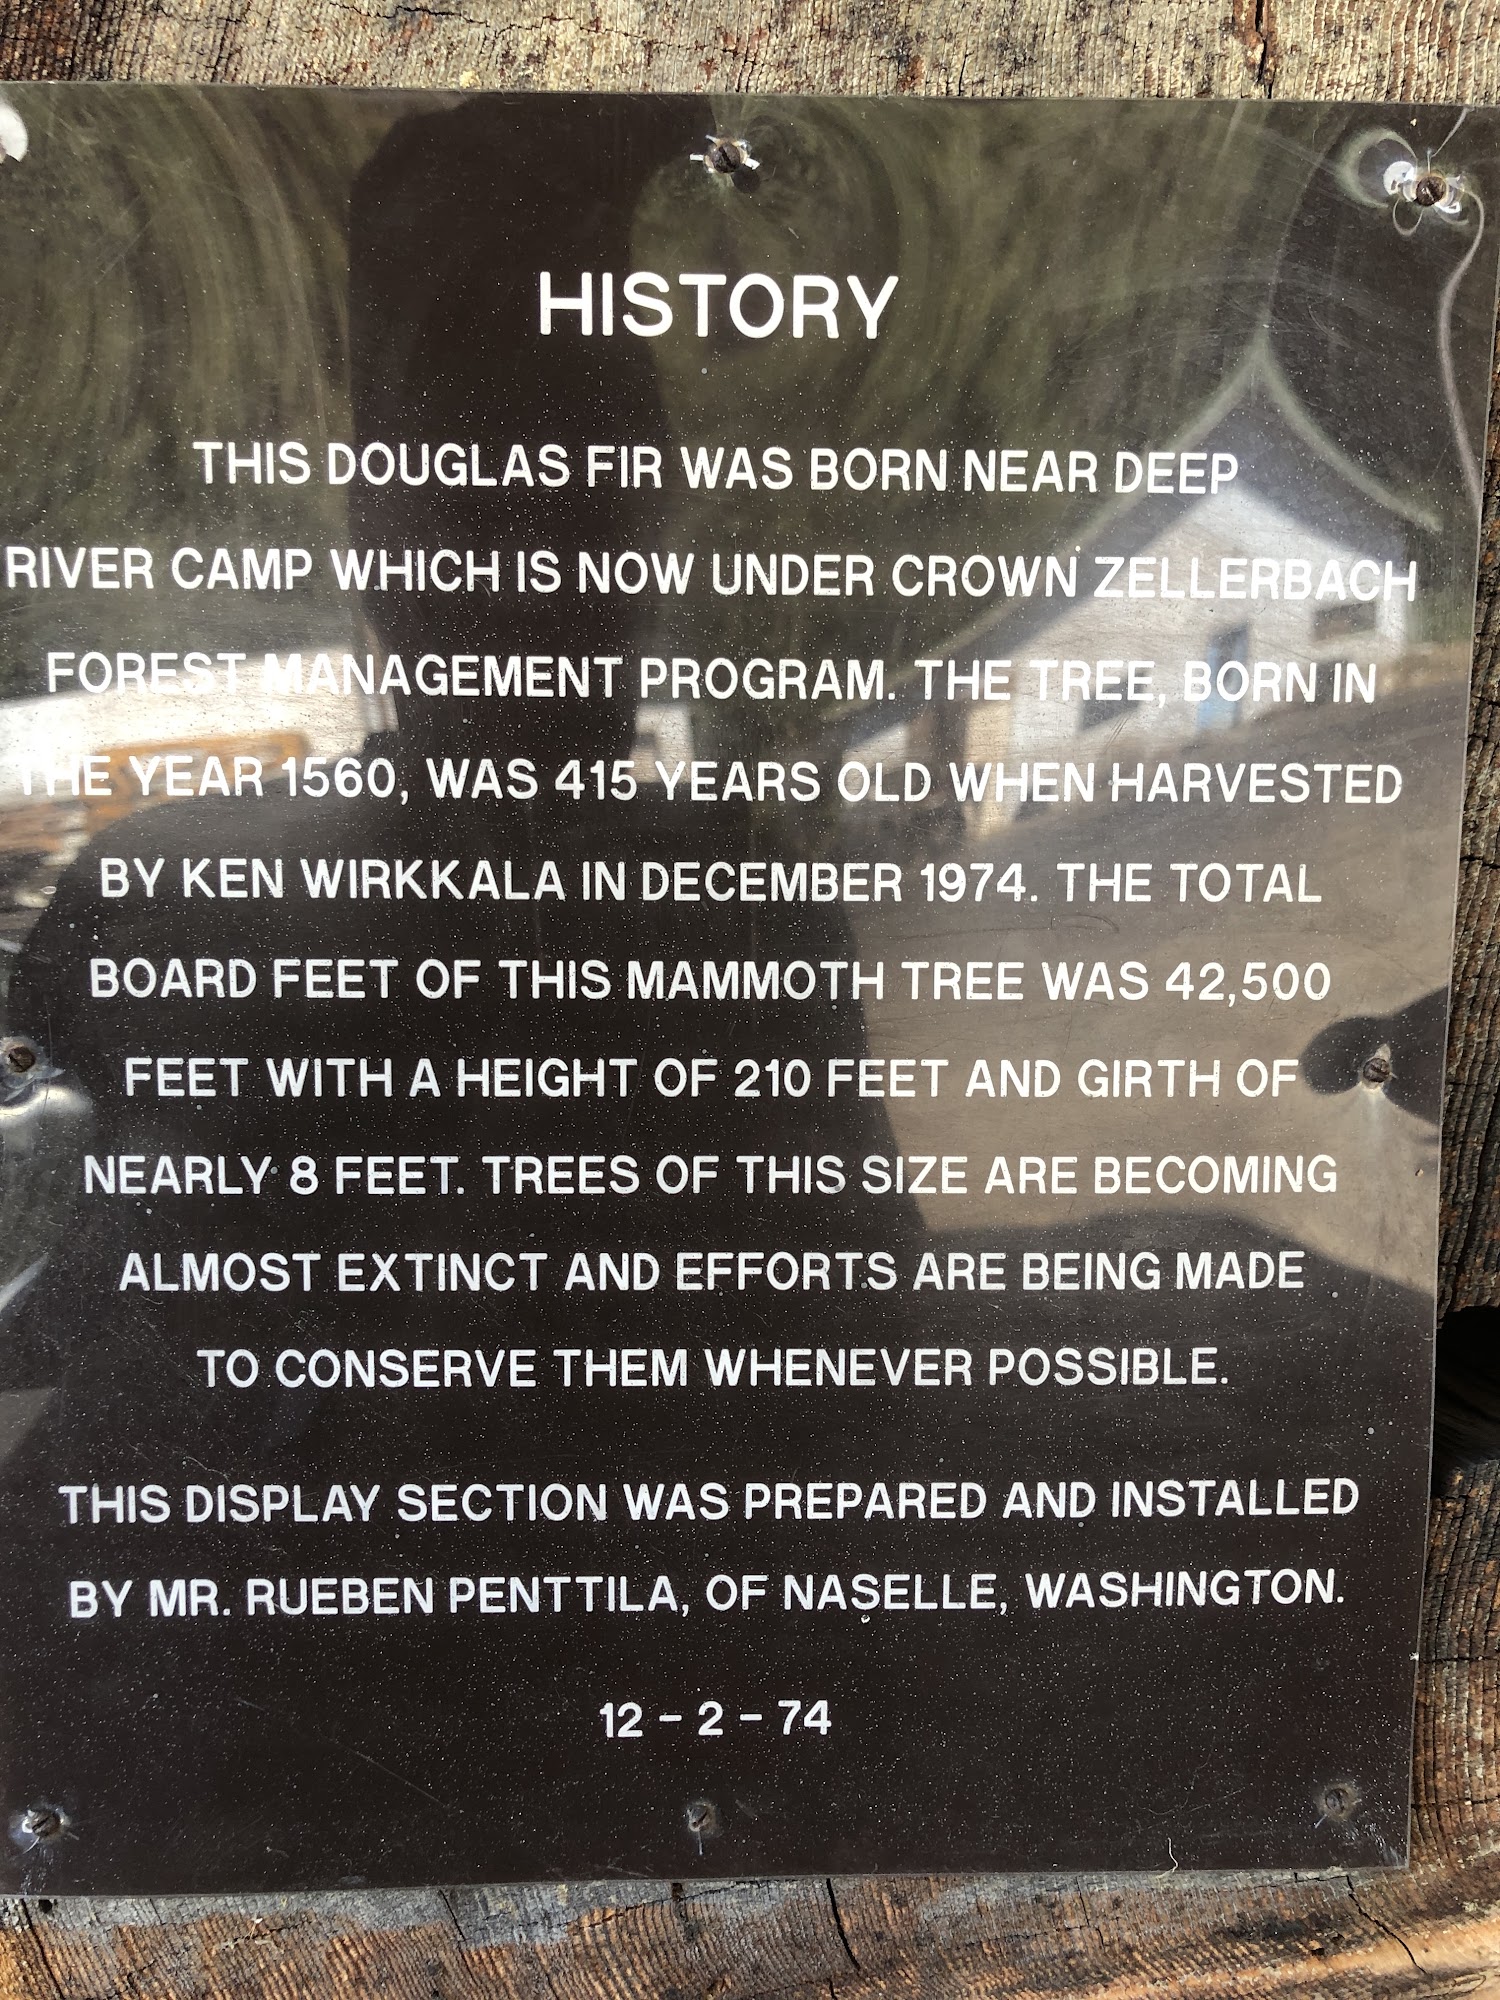 HISTORY
THIS DOUGLAS FIR WAS BORN NEAR DEEP
RIVER CAMP WHICH IS NOW UNDER CROWN ZELLERBACH
FOREST MANAGEMENT PROGRAM. THE TREE, BORN IN
THE YEAR 1560, WAS 415 YEARS OLD WHEN HARVESTED
BY KEN WIRKKALA IN DECEMBER 1974. THE TOTAL
BOARD FEET OF THIS MAMMOTH TREE WAS 42,500
FEET WITH A HEIGHT OF 210 FEET AND GIRTH OF
NEARLY 8 FEET. TREES OF THIS SIZE ARE BECOMING
ALMOST EXTINCT AND EFFORTS ARE BEING MADE
TO CONSERVE THEM WHENEVER POSSIBLE.
THIS DISPLAY SECTION WAS PREPARED AND INSTALLED
BY MR. RUEBEN PENTTILA, OF NASELLE, WASHINGTON.
12 - 2 - 74